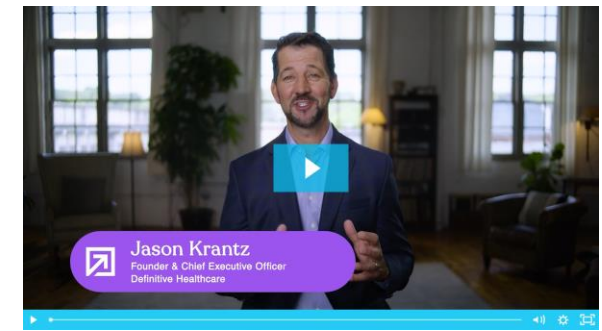 Jason Krantz
Founder & Chief Executive Officer
Definitive Healthcare